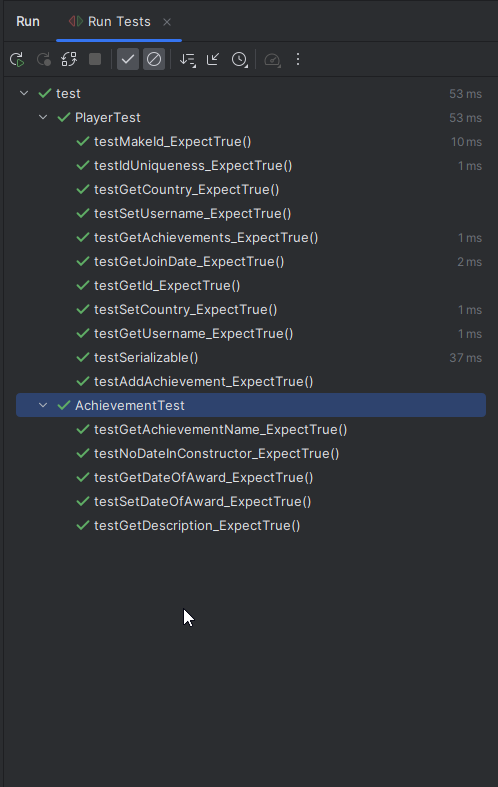 Run Run Tests
test 53 ms
PlayerTest 53 ms
testMakeId_ExpectTrue() 10 ms
testIdUniqueness_ExpectTrue() 1 ms
testGetCountry_ExpectTrue()
testSetUsername_ExpectTrue()
testGetAchievements_ExpectTrue() 1 ms
testGetJoinDate_ExpectTrue() 2 ms
testGetId_ExpectTrue()
testSetCountry_ExpectTrue() 1 ms
testGetUsername_ExpectTrue() 1 ms
testSerializable() 37 ms
testAddAchievement_ExpectTrue()
AchievementTest
testGetAchievementName_ExpectTrue()
testNoDateInConstructor_ExpectTrue()
testGetDateOfAward_ExpectTrue()
testSetDateOfAward_ExpectTrue()
testGetDescription_ExpectTrue()